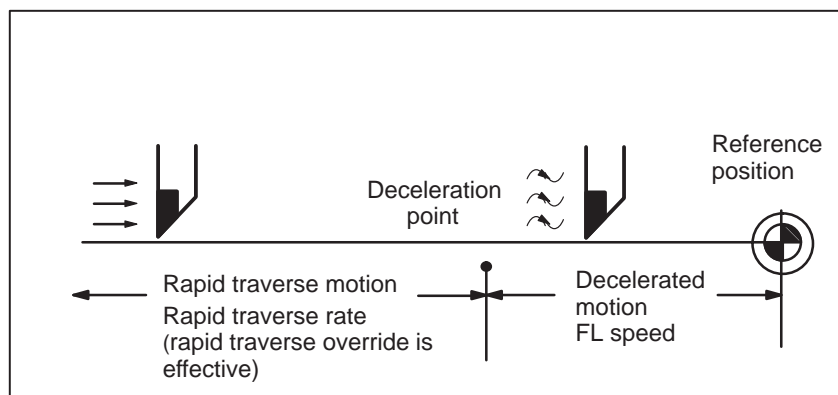 Reference
position
Deceleration
point
Rapid traverse motion
Rapid traverse rate
(rapid traverse override is
effective)
Decelerated
motion
FL speed